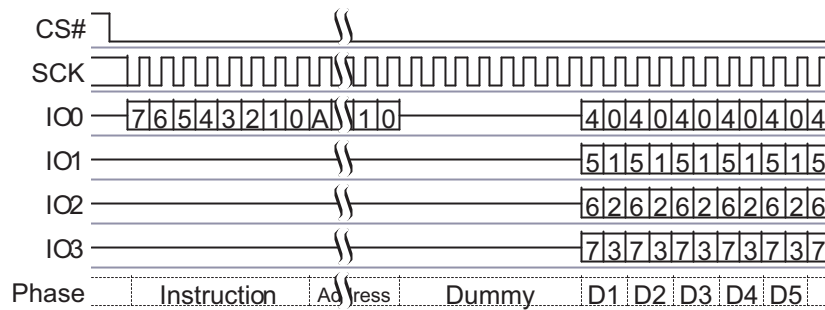 CS#
SCK
IO0 7 6 5 4 3 2 1 0 A 1 0 4 0 4 0 4 0 4 0 4 0 4
IO1 5 1 5 1 5 1 5 1 5 1 5
IO2 6 2 6 2 6 2 6 2 6 2 6
IO3 7 3 7 3 7 3 7 3 7 3 7
Phase Instruction Address Dummy D1 D2 D3 D4 D5